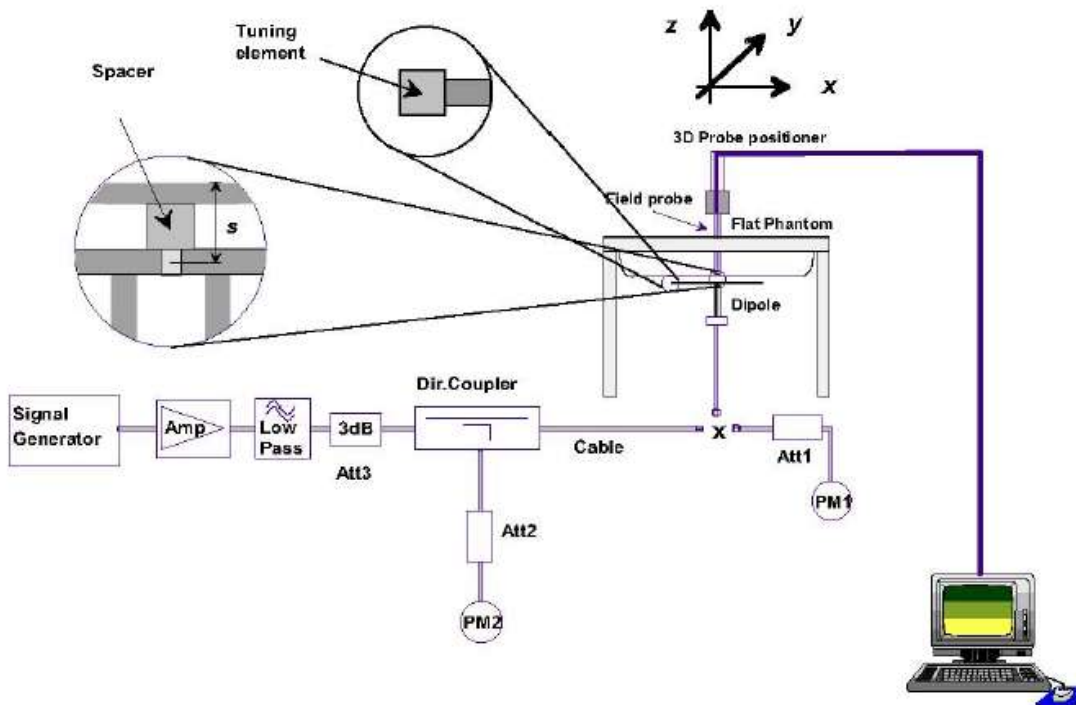 Tuning
element
Spacer
z
y
x
3D Probe positioner
Field probe
Flat Phantom
s
Dipole
Dir.Coupler
Signal
Generator
Amp
Low
Pass
3dB
Att3
Cable
x
Att1
PM1
Att2
PM2